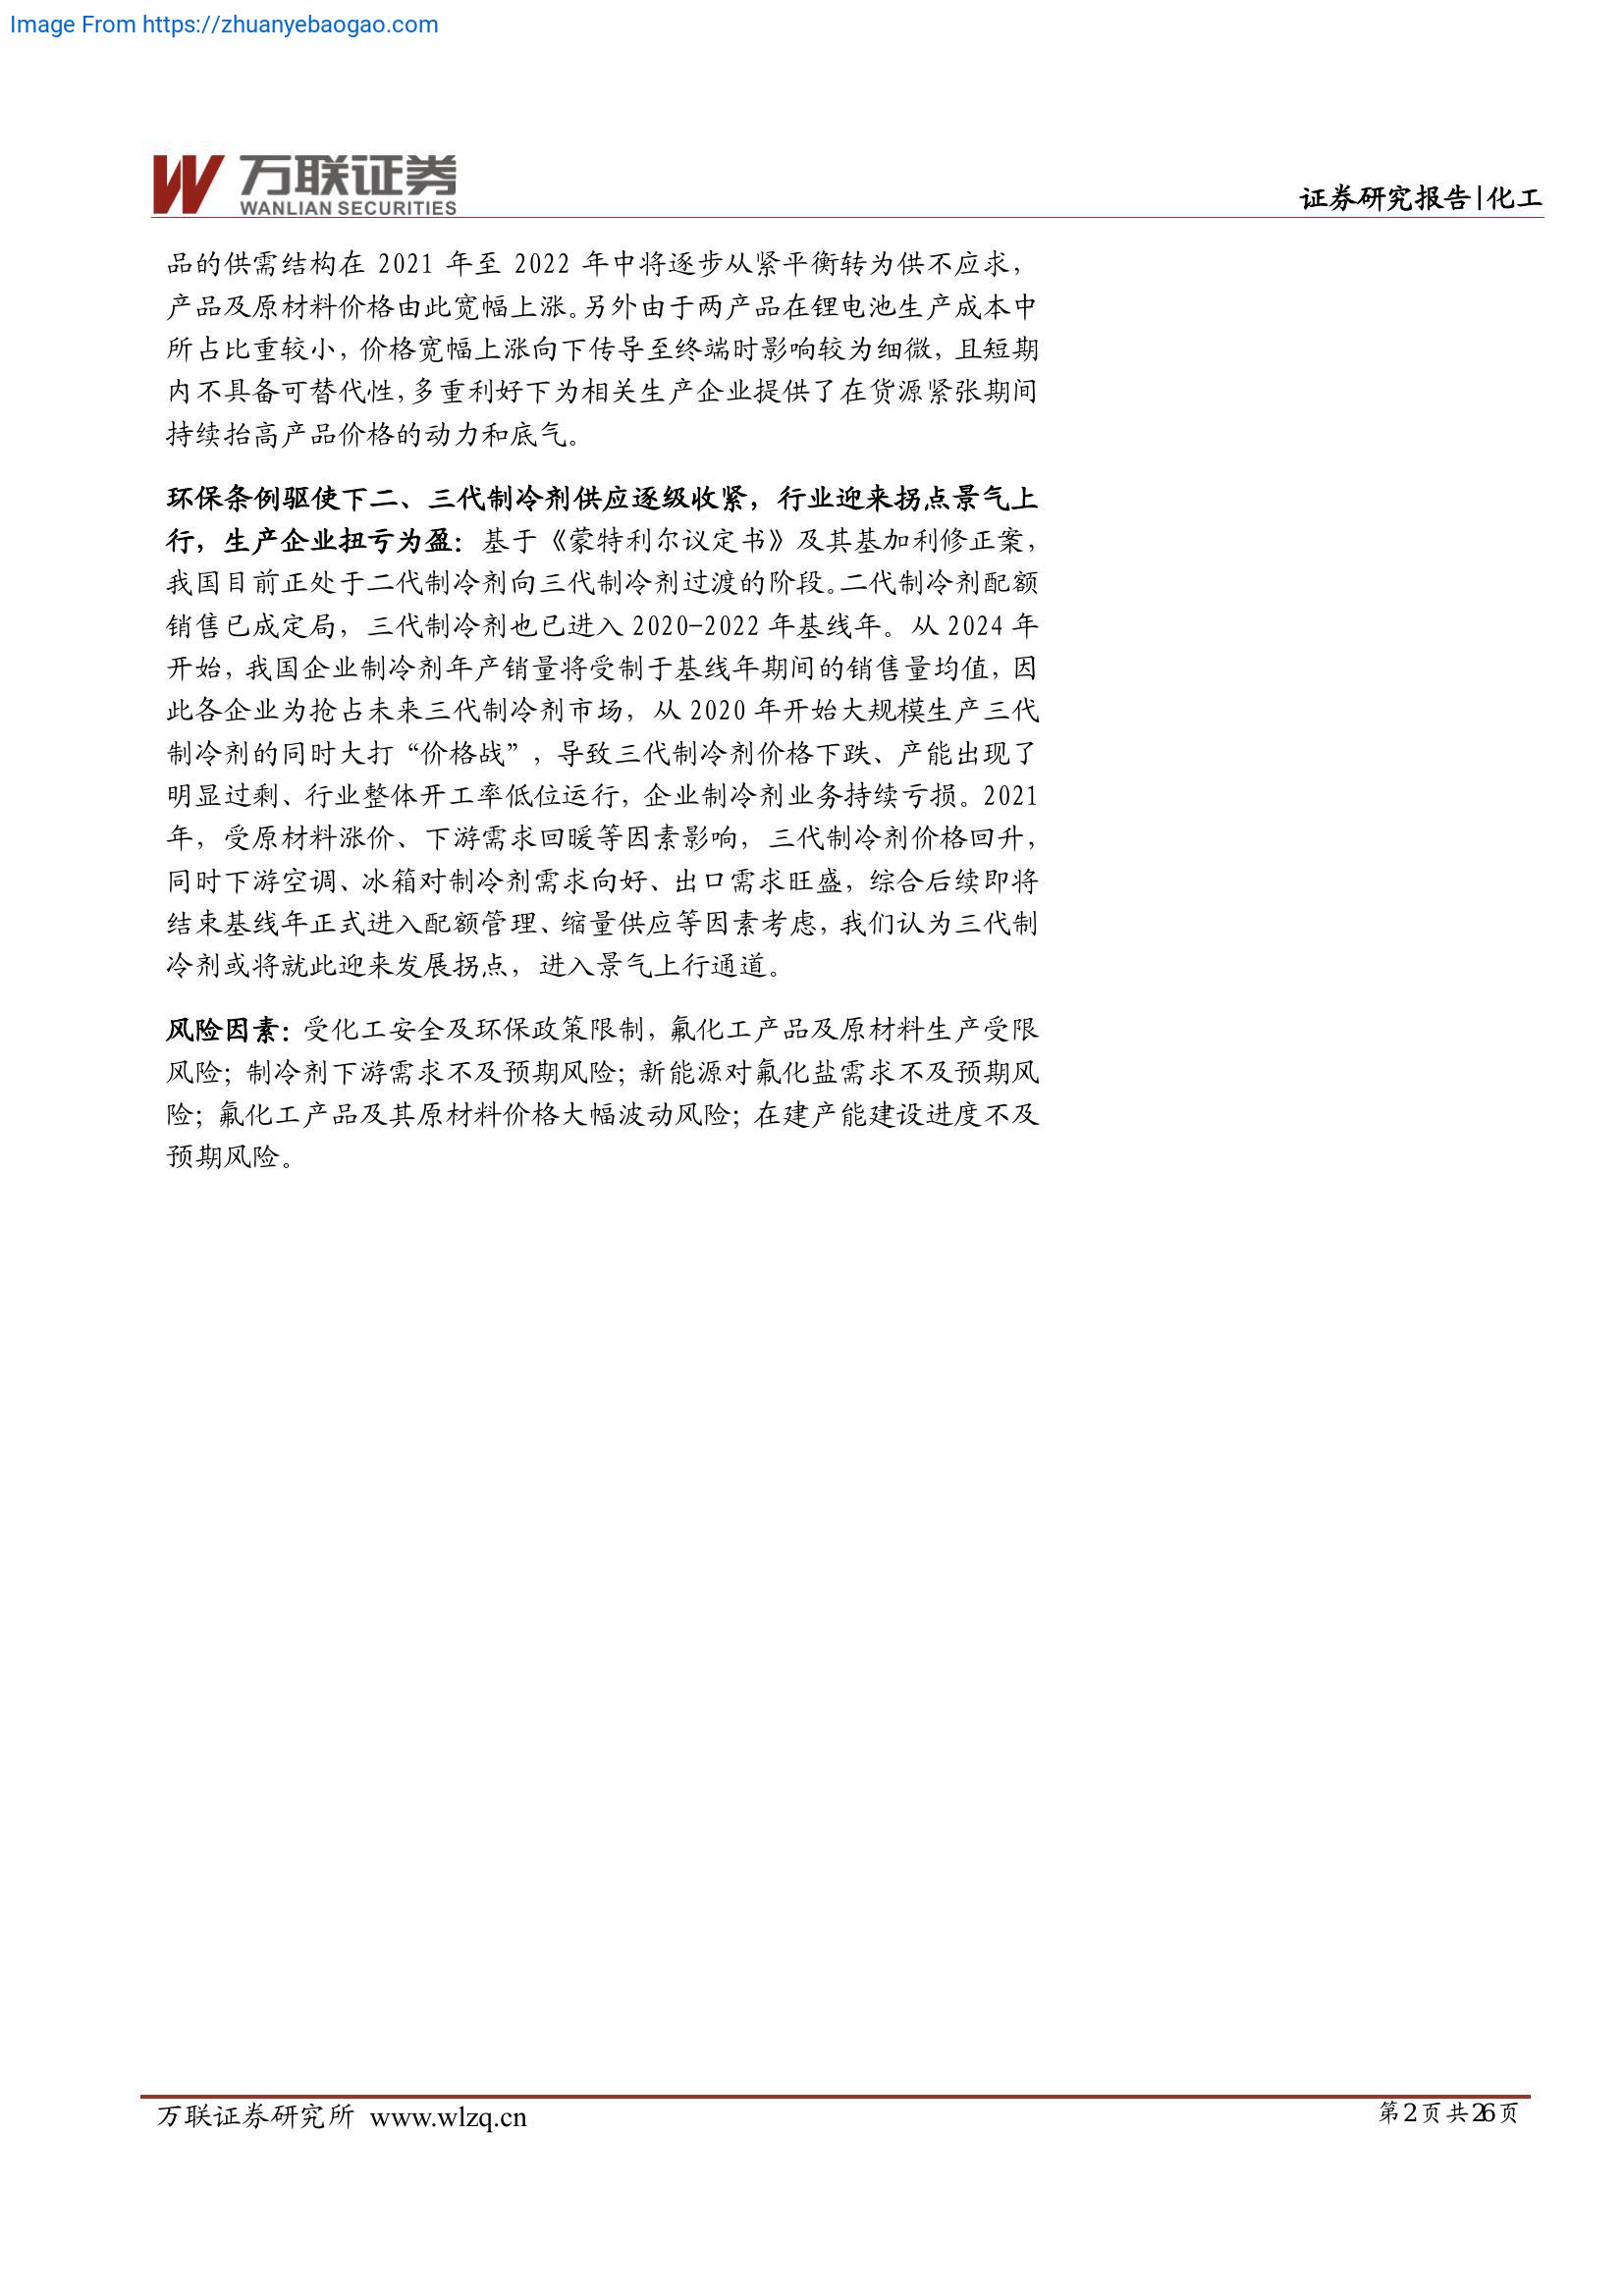 Image From https://zhuanyebaogao.com
万联证券
WANLIAN SECURITIES
证券研究报告|化工
品的供需结构在 2021 年至 2022 年中将逐步从紧平衡转为供不应求，
产品及原材料价格由此宽幅上涨。另外由于两产品在锂电池生产成本中
所占比重较小，价格宽幅上涨向下传导至终端时影响较为细微，且短期
内不具备可替代性，多重利好下为相关生产企业提供了在货源紧张期间
持续抬高产品价格的动力和底气。
环保条例驱使下二、三代制冷剂供应逐级收紧，行业迎来拐点景气上
行，生产企业扭亏为盈：基于《蒙特利尔议定书》及其基加利修正案，
我国目前正处于二代制冷剂向三代制冷剂过渡的阶段。二代制冷剂配额
销售已成定局，三代制冷剂也已进入 2020-2022 年基线年。从 2024 年
开始，我国企业制冷剂年产销量将受制于基线年期间的销售量均值，因
此各企业为抢占未来三代制冷剂市场，从 2020 年开始大规模生产三代
制冷剂的同时大打“价格战”，导致三代制冷剂价格下跌、产能出现了
明显过剩、行业整体开工率低位运行，企业制冷剂业务持续亏损。2021
年，受原材料涨价、下游需求回暖等因素影响，三代制冷剂价格回升，
同时下游空调、冰箱对制冷剂需求向好、出口需求旺盛，综合后续即将
结束基线年正式进入配额管理、缩量供应等因素考虑，我们认为三代制
冷剂或将就此迎来发展拐点，进入景气上行通道。
风险因素：受化工安全及环保政策限制，氟化工产品及原材料生产受限
风险；制冷剂下游需求不及预期风险；新能源对氟化盐需求不及预期风
险；氟化工产品及其原材料价格大幅波动风险；在建产能建设进度不及
预期风险。
万联证券研究所 www.wlzq.cn
第2页共26页